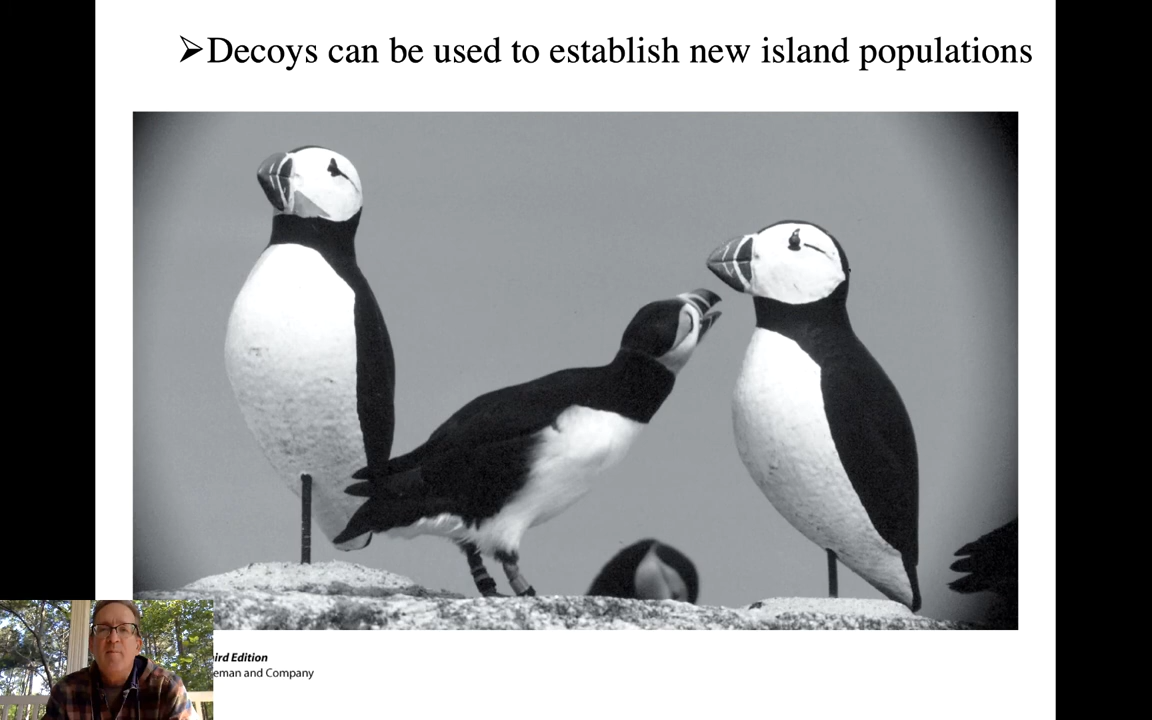 ➢Decoys can be used to establish new island populations
ird Edition
eman and Company